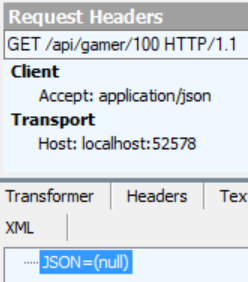 Request Headers
GET /api/gamer/100 HTTP/1.1
Client
Accept: application/json
Transport
Host: localhost:52578
Transformer Headers Tex
XML
JSON=(null)